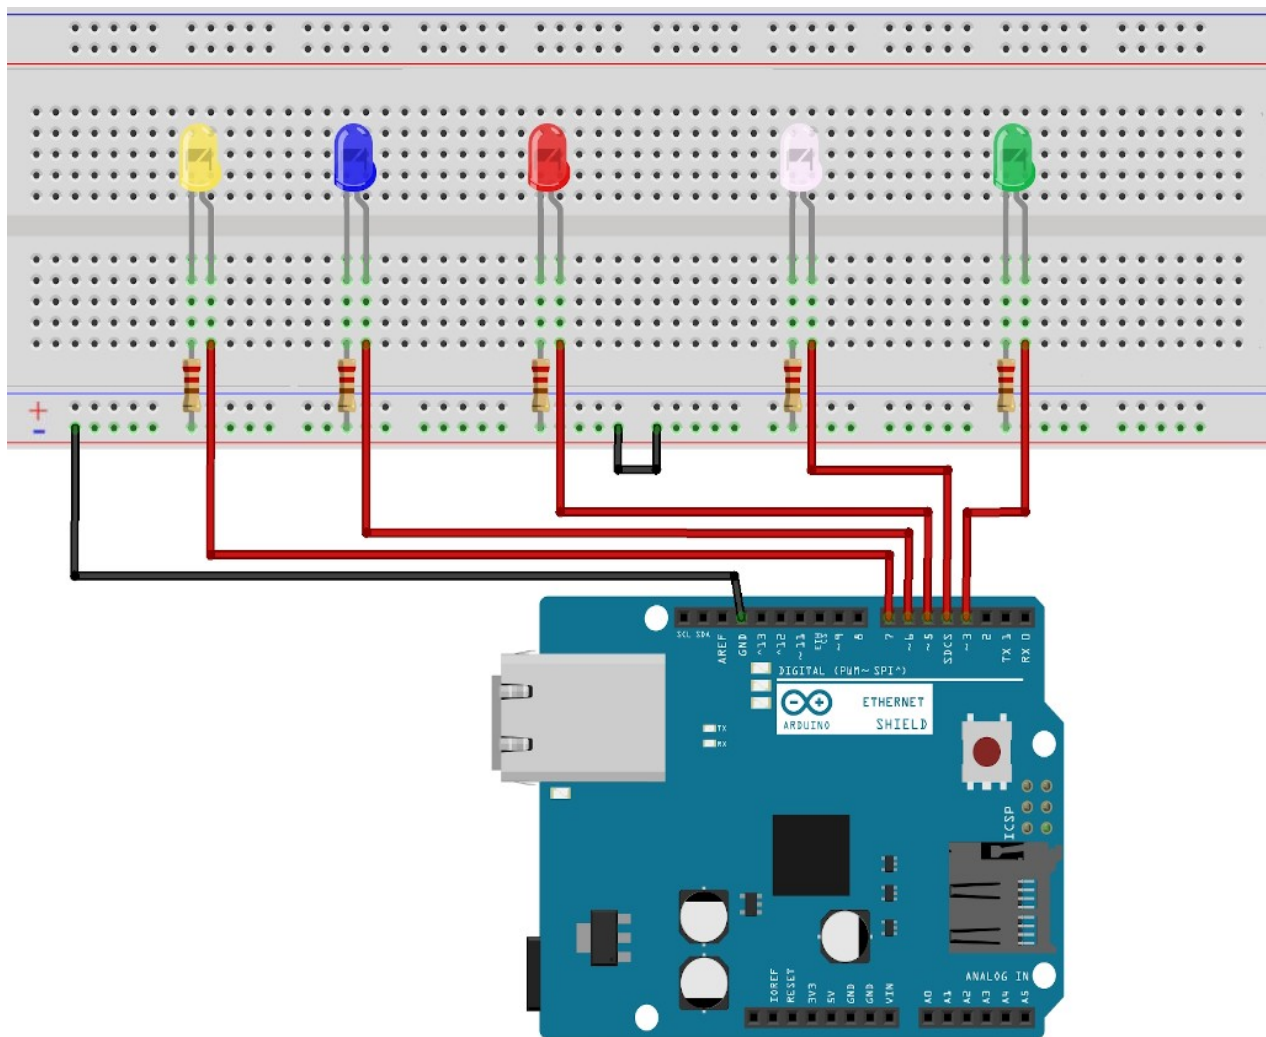 +
-
SCL SDA AREF GND ^13 ^12 ~11 ETH CS ~9 8 7 ~6 ~5 SDCS ~3 2 TX 1 RX 0
DIGITAL (PWM~ SPI^)
ARDUINO
ETHERNET
SHIELD
TX
RX
ICSP
ANALOG IN
IOREF RESET 3V3 5V GND GND VIN A0 A1 A2 A3 A4 A5